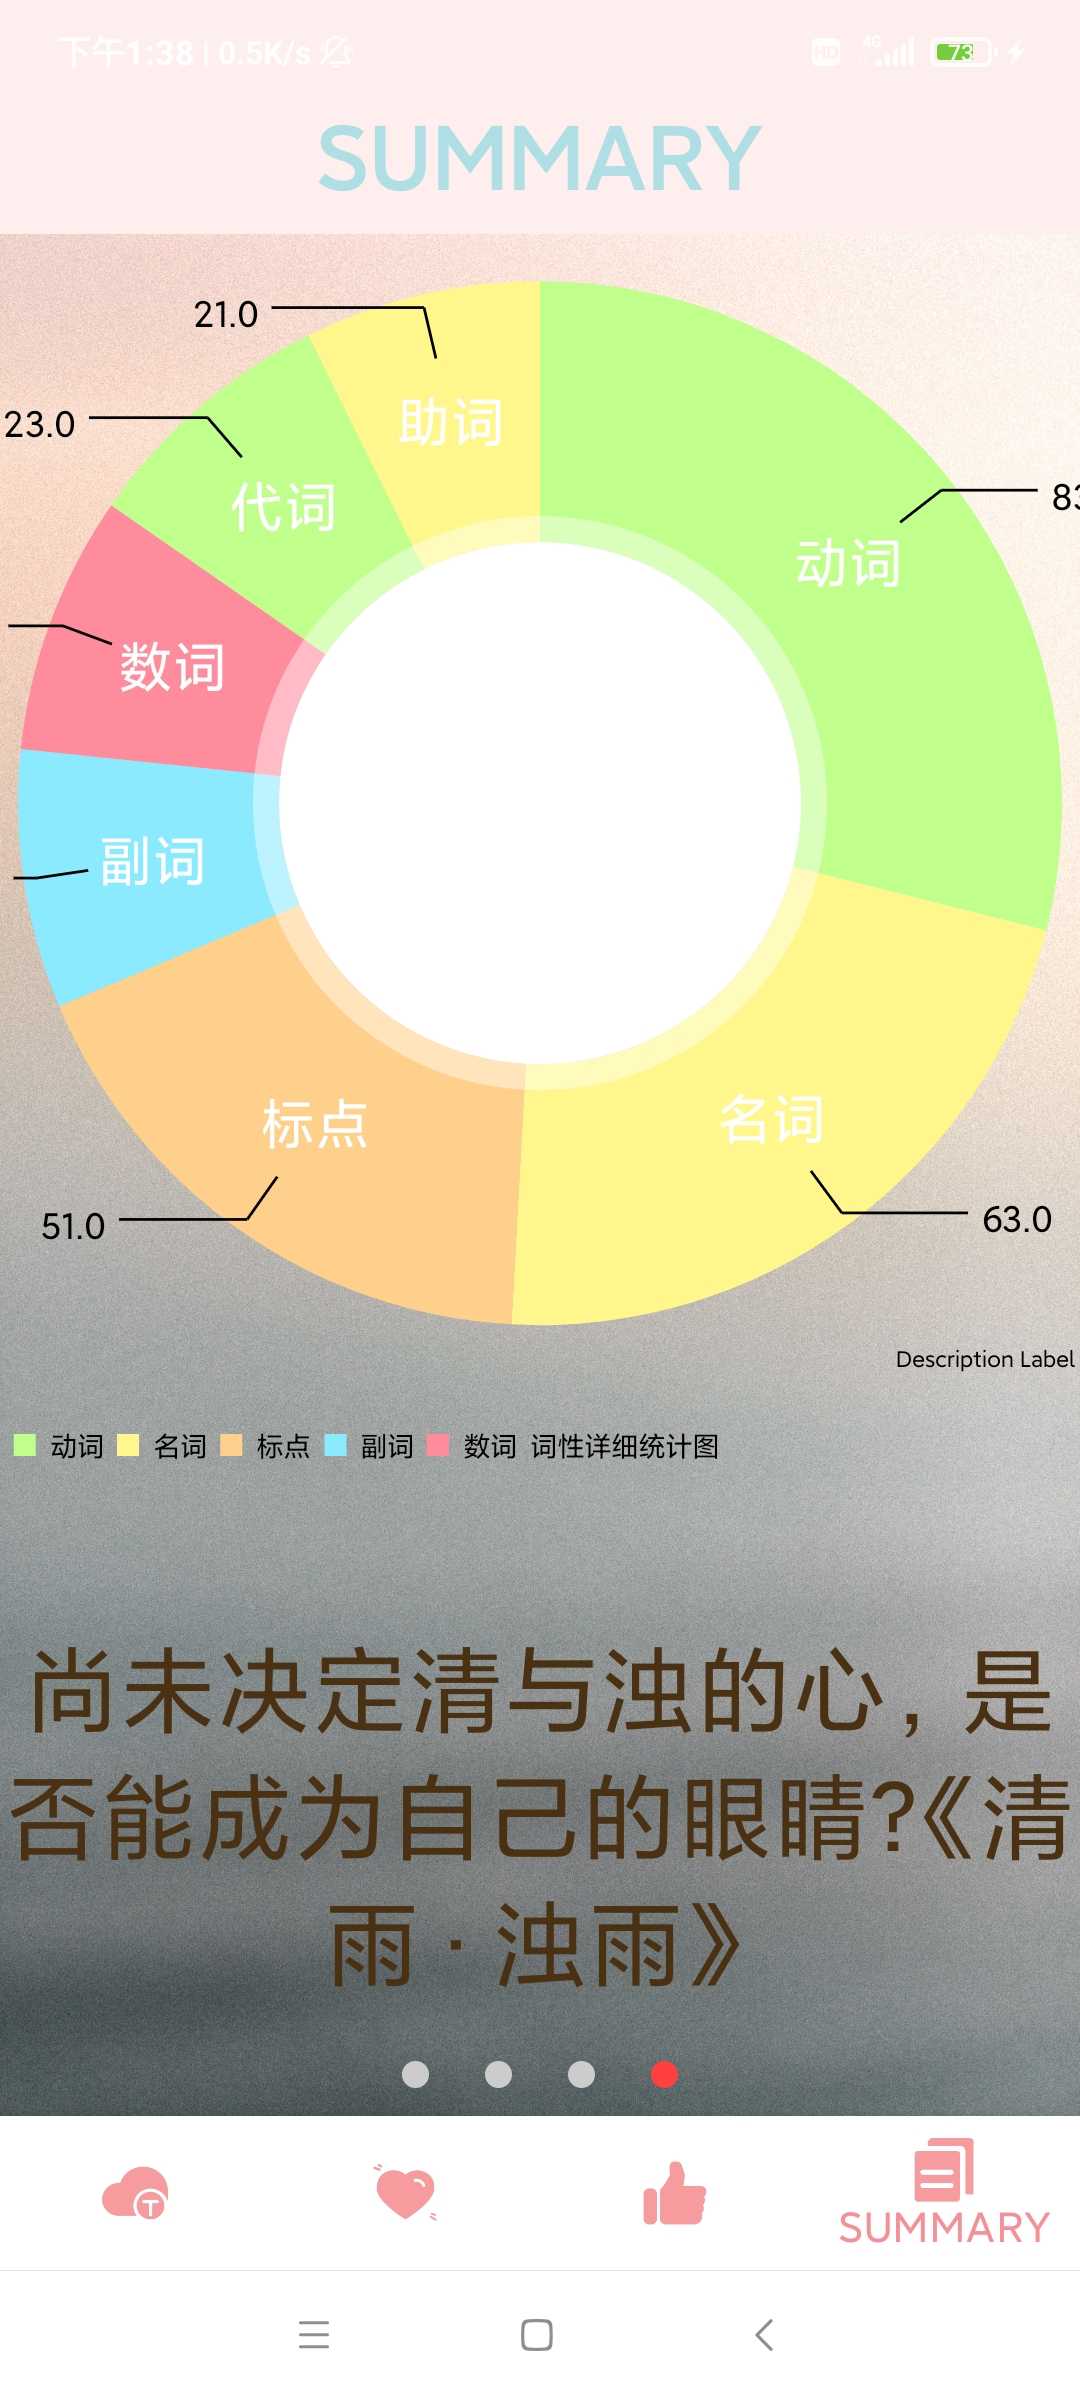 下午1:38 | 0.5K/s
HD 4G 73
SUMMARY
21.0
助词
23.0
代词
83
动词
数词
副词
标点
名词
51.0
63.0
Description Label
动词 名词 标点 副词 数词 词性详细统计图
尚未决定清与浊的心，是
否能成为自己的眼睛?《清
雨·浊雨》
T
SUMMARY